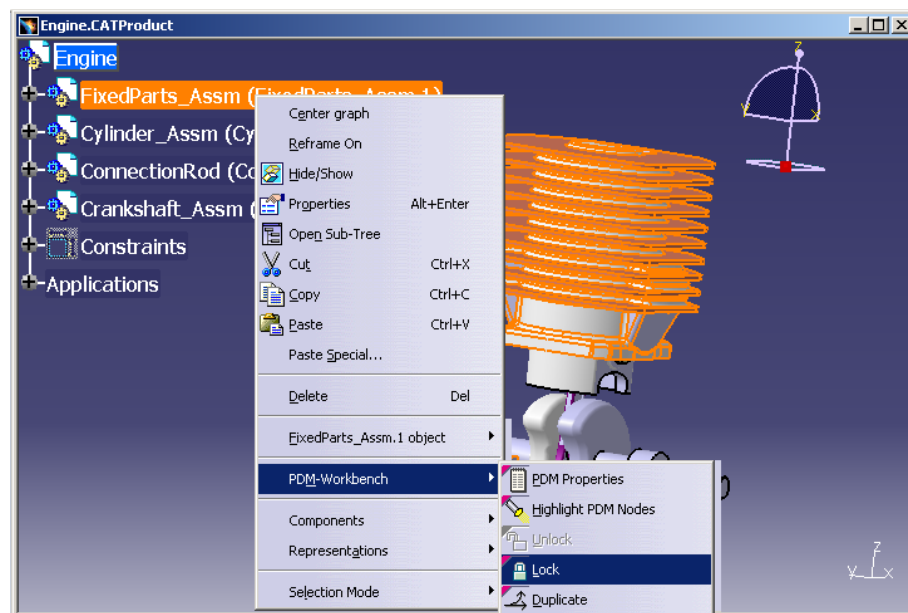 Engine.CATProduct
Engine
FixedParts_Assm (FixedParts_Assm.1)
Cylinder_Assm (Cy
ConnectionRod (Co
Crankshaft_Assm (
Constraints
Applications
Center graph
Reframe On
Hide/Show
Properties Alt+Enter
Open Sub-Tree
Cut Ctrl+X
Copy Ctrl+C
Paste Ctrl+V
Paste Special...
Delete Del
FixedParts_Assm.1 object
PDM-Workbench
Components
Representations
Selection Mode
PDM Properties
Highlight PDM Nodes
Unlock
Lock
Duplicate
z
y x
z
y x